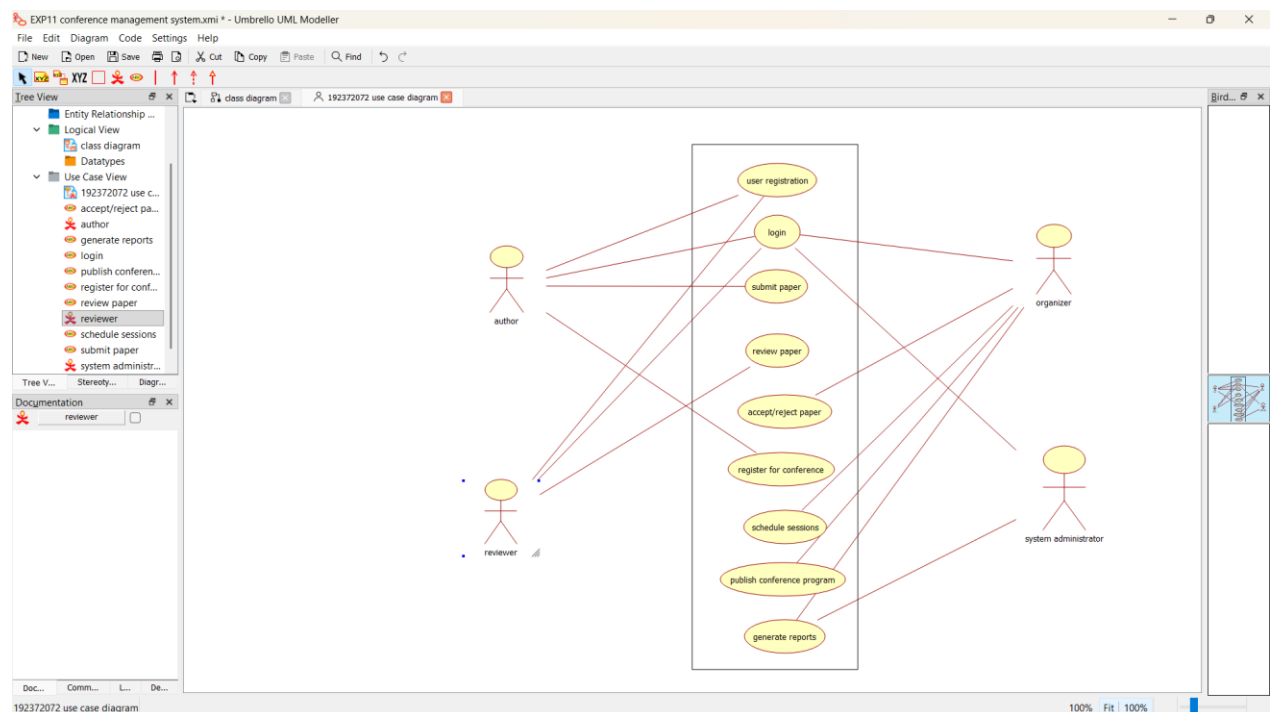 EXP11 conference management system.xmi * - Umbrello UML Modeller
File Edit Diagram Code Settings Help
New Open Save Cut Copy Paste Find
XYZ XYZ
Tree View
class diagram
192372072 use case diagram
Bird...
Entity Relationship ...
Logical View
class diagram
Datatypes
Use Case View
192372072 use c...
accept/reject pa...
author
generate reports
login
publish conferen...
register for conf...
review paper
reviewer
schedule sessions
submit paper
system administr...
Tree V... Stereoty... Diagr...
Documentation
reviewer
Doc... Comm... L... De...
user registration
login
submit paper
review paper
accept/reject paper
register for conference
schedule sessions
publish conference program
generate reports
author
reviewer
organizer
system administrator
192372072 use case diagram
100% Fit 100%